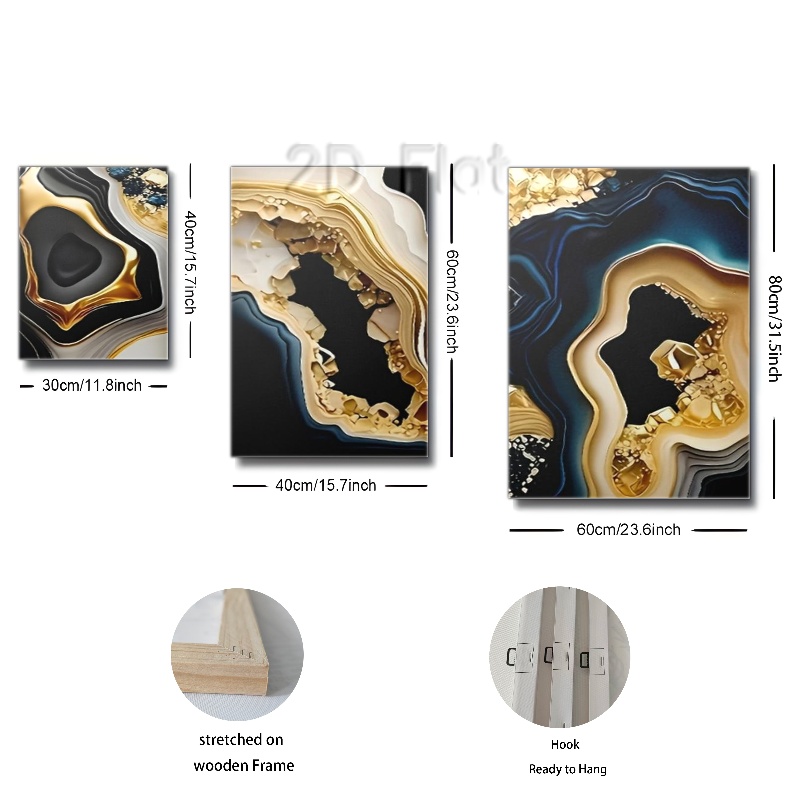 2D Flat
40cm/15.7inch
30cm/11.8inch
60cm/23.6inch
40cm/15.7inch
80cm/31.5inch
60cm/23.6inch
stretched on
wooden Frame
Hook
Ready to Hang